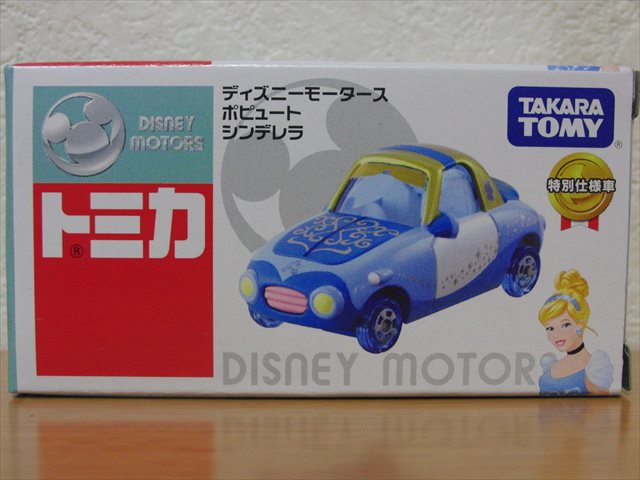 DISNEY
MOTORS
トミカ
®
ディズニーモータース
ポピュート
シンデレラ
TAKARA
TOMY
®
特別仕様車
DISNEY MOTORS